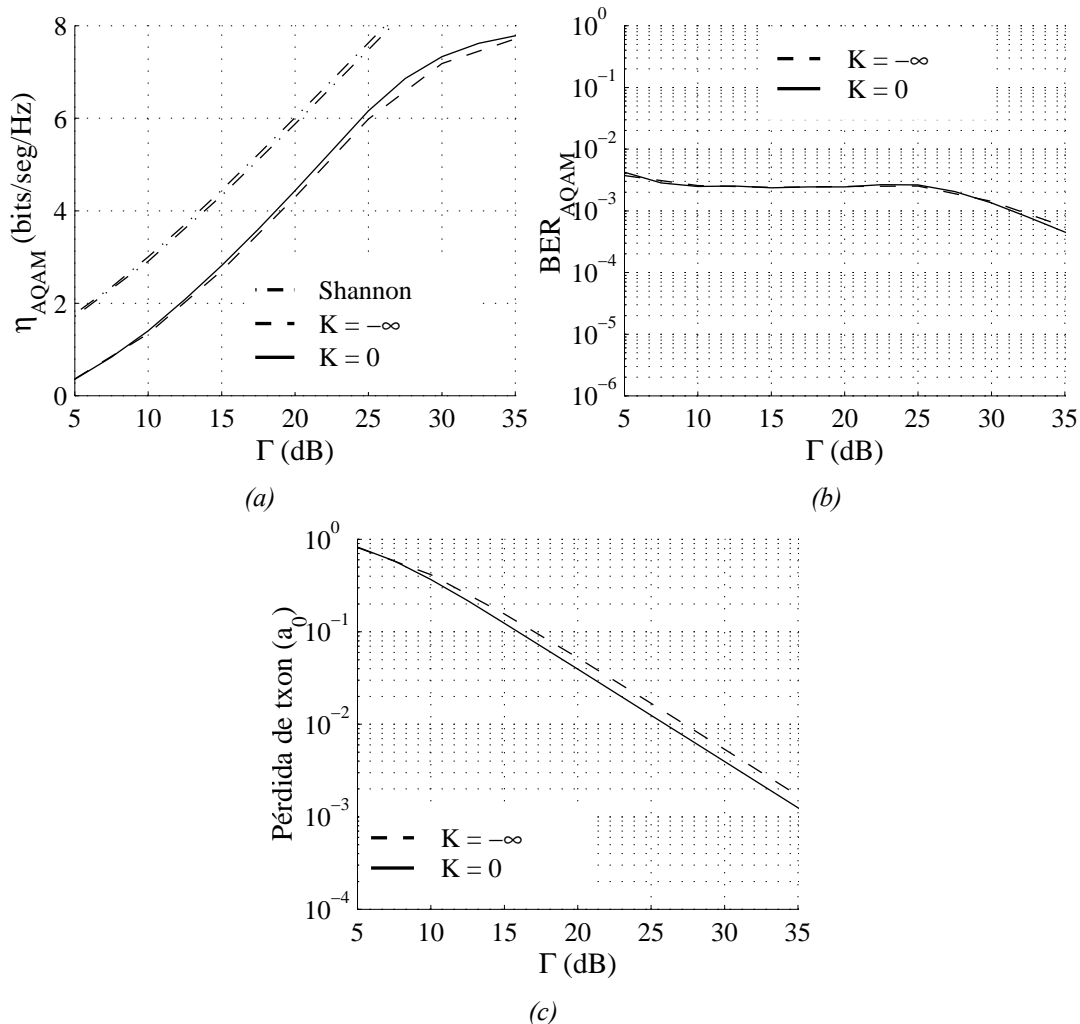 8
6
4
2
0
η_AQAM (bits/seg/Hz)
Shannon
K = −∞
K = 0
5 10 15 20 25 30 35
Γ (dB)
(a)
10^0
10^−1
10^−2
10^−3
10^−4
10^−5
10^−6
BER_AQAM
K = −∞
K = 0
5 10 15 20 25 30 35
Γ (dB)
(b)
10^0
10^−1
10^−2
10^−3
10^−4
Pérdida de txon (a_0)
K = −∞
K = 0
5 10 15 20 25 30 35
Γ (dB)
(c)